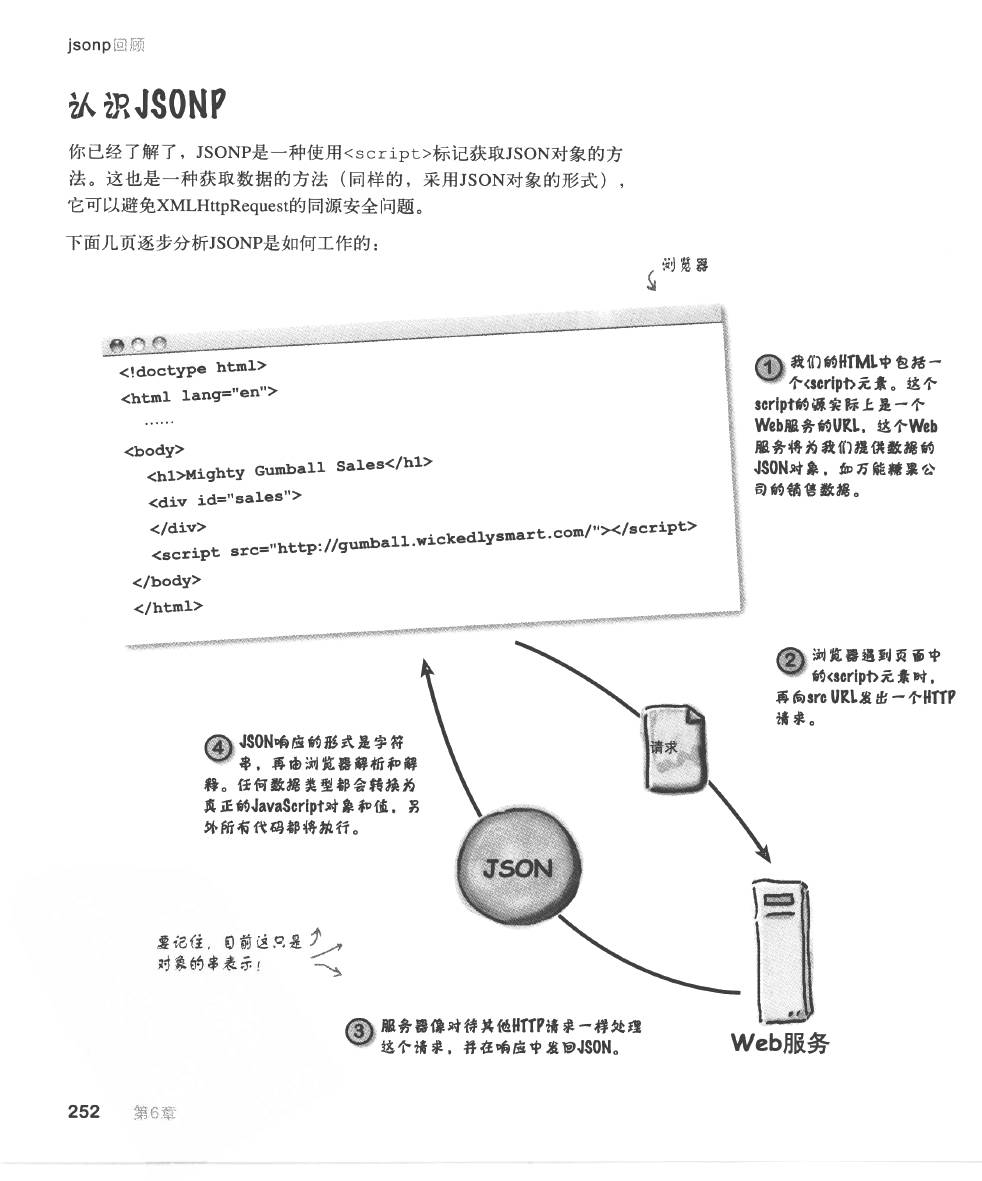 jsonp回顾
认识JSONP
你已经了解了，JSONP是一种使用<script>标记获取JSON对象的方
法。这也是一种获取数据的方法（同样的，采用JSON对象的形式），
它可以避免XMLHttpRequest的同源安全问题。
下面几页逐步分析JSONP是如何工作的：
浏览器
<!doctype html>
<html lang="en">
……
<body>
<h1>Mighty Gumball Sales</h1>
<div id="sales">
</div>
<script src="http://gumball.wickedlysmart.com/"></script>
</body>
</html>
1 我们的HTML中包括一
个<script>元素。这个
script的源实际上是一个
Web服务的URL，这个Web
服务将为我们提供数据的
JSON对象，如万能糖果公
司的销售数据。
2 浏览器遇到页面中
的<script>元素时，
再向src URL发出一个HTTP
请求。
请求
4 JSON响应的形式是字符
串，再由浏览器解析和解
释。任何数据类型都会转换为
真正的JavaScript对象和值，另
外所有代码都将执行。
JSON
要记住，目前这只是
对象的串表示！
3 服务器像对待其他HTTP请求一样处理
这个请求，并在响应中发回JSON。
Web服务
252 第6章